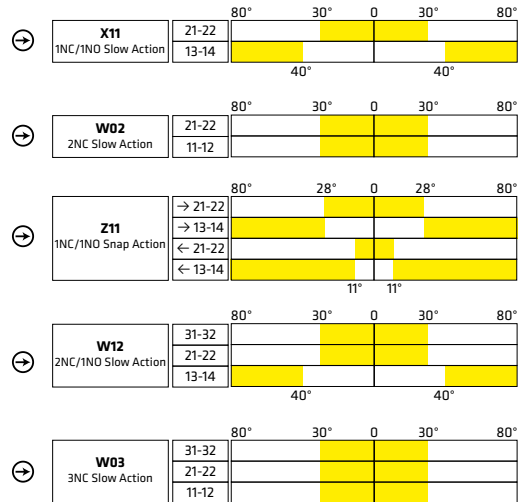 80° 30° 0 30° 80°
X11
1NC/1NO Slow Action
21-22
13-14
40° 40°
80° 30° 0 30° 80°
W02
2NC Slow Action
21-22
11-12
80° 28° 0 28° 80°
Z11
1NC/1NO Snap Action
→ 21-22
→ 13-14
← 21-22
← 13-14
11° 11°
80° 30° 0 30° 80°
W12
2NC/1NO Slow Action
31-32
21-22
13-14
40° 40°
80° 30° 0 30° 80°
W03
3NC Slow Action
31-32
21-22
11-12